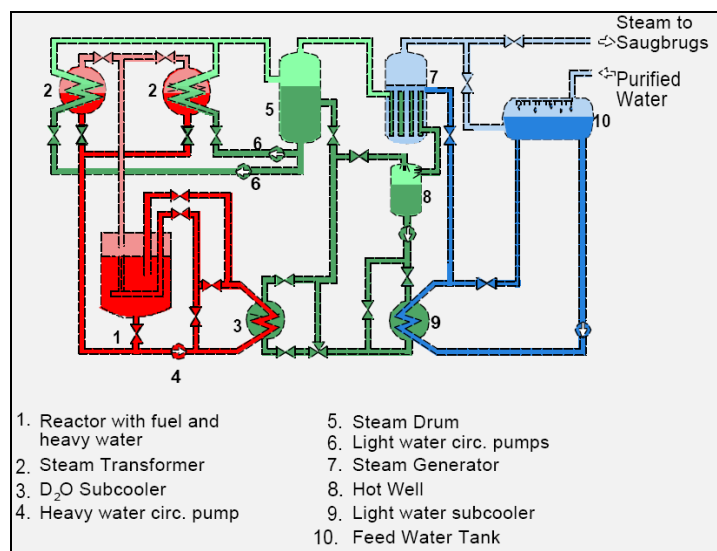 Steam to
Saugbrugs
Purified
Water
2
2
5
7
10
6
6
8
1
3
9
4
1. Reactor with fuel and
heavy water
2. Steam Transformer
3. D₂O Subcooler
4. Heavy water circ. pump
5. Steam Drum
6. Light water circ. pumps
7. Steam Generator
8. Hot Well
9. Light water subcooler
10. Feed Water Tank